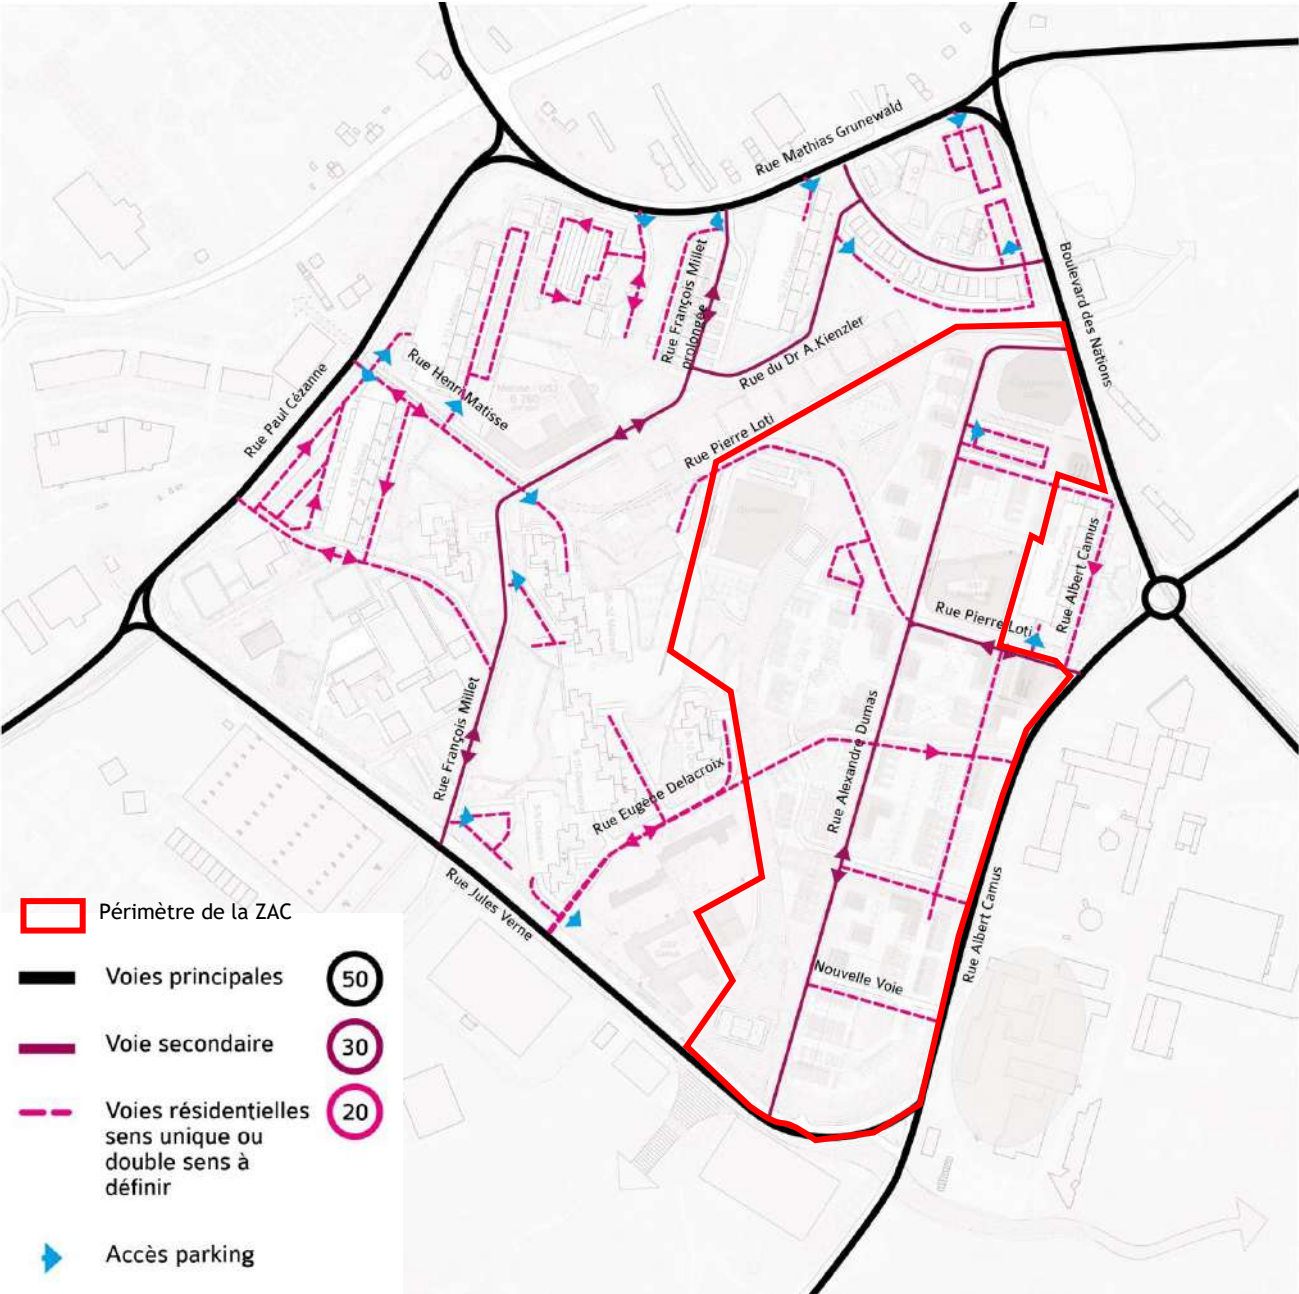 Rue Mathias Grunewald
Boulevard des Nations
Rue François Millet
prolongée
Rue du Dr A.Kienzler
Rue Henri Matisse
Rue Paul Cézanne
Rue Pierre Loti
Rue Albert Camus
Rue Pierre Loti
Rue François Millet
Rue Alexandre Dumas
Rue Eugène Delacroix
Rue Jules Verne
Nouvelle Voie
Rue Albert Camus
Périmètre de la ZAC
Voies principales
50
Voie secondaire
30
Voies résidentielles
20
sens unique ou
double sens à
définir
Accès parking